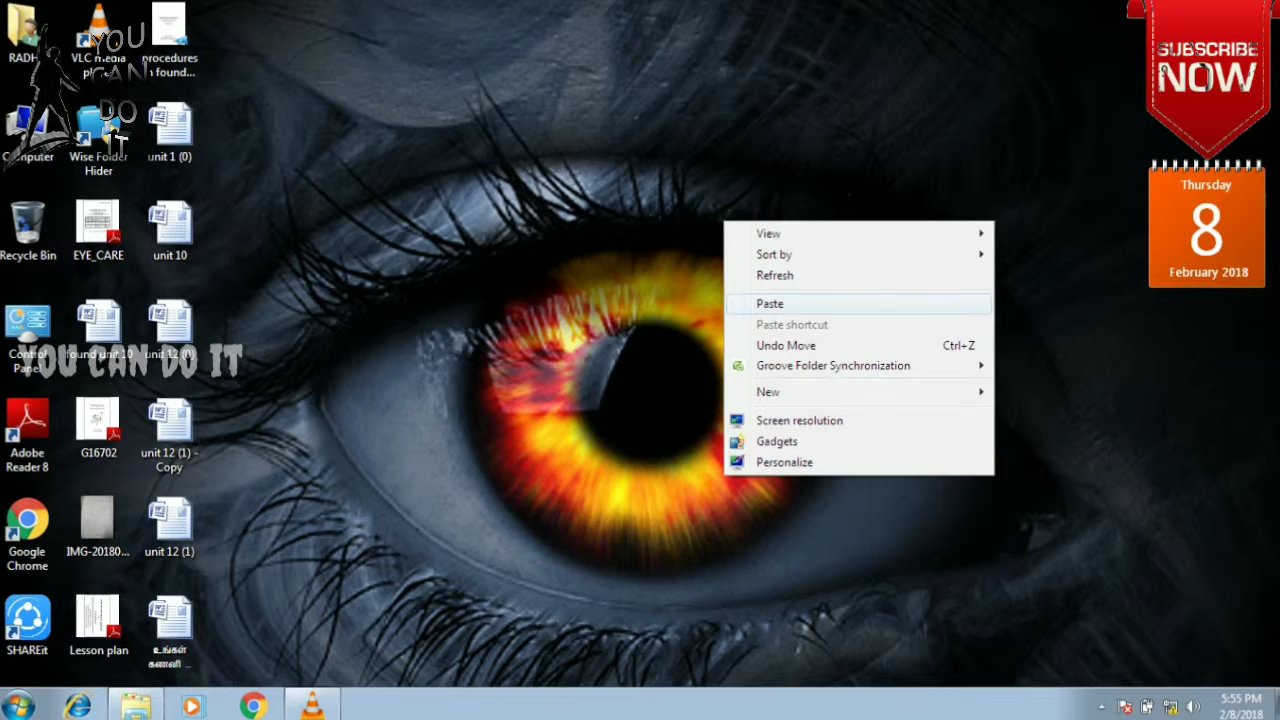 RADH
VLC media
p
procedures
n found...
YOU
CAN
DO
IT
Computer
Wise Folder
Hider
unit 1 (0)
Recycle Bin
EYE_CARE
unit 10
Control
Panel
found unit 10
unit 12 (0)
YOU CAN DO IT
Adobe
Reader 8
G16702
unit 12 (1) -
Copy
Google
Chrome
IMG-20180...
unit 12 (1)
SHAREit
Lesson plan
உங்கள்
கணனி ...
View
Sort by
Refresh
Paste
Paste shortcut
Undo Move Ctrl+Z
Groove Folder Synchronization
New
Screen resolution
Gadgets
Personalize
SUBSCRIBE
NOW
Thursday
8
February 2018
5:55 PM
2/8/2018